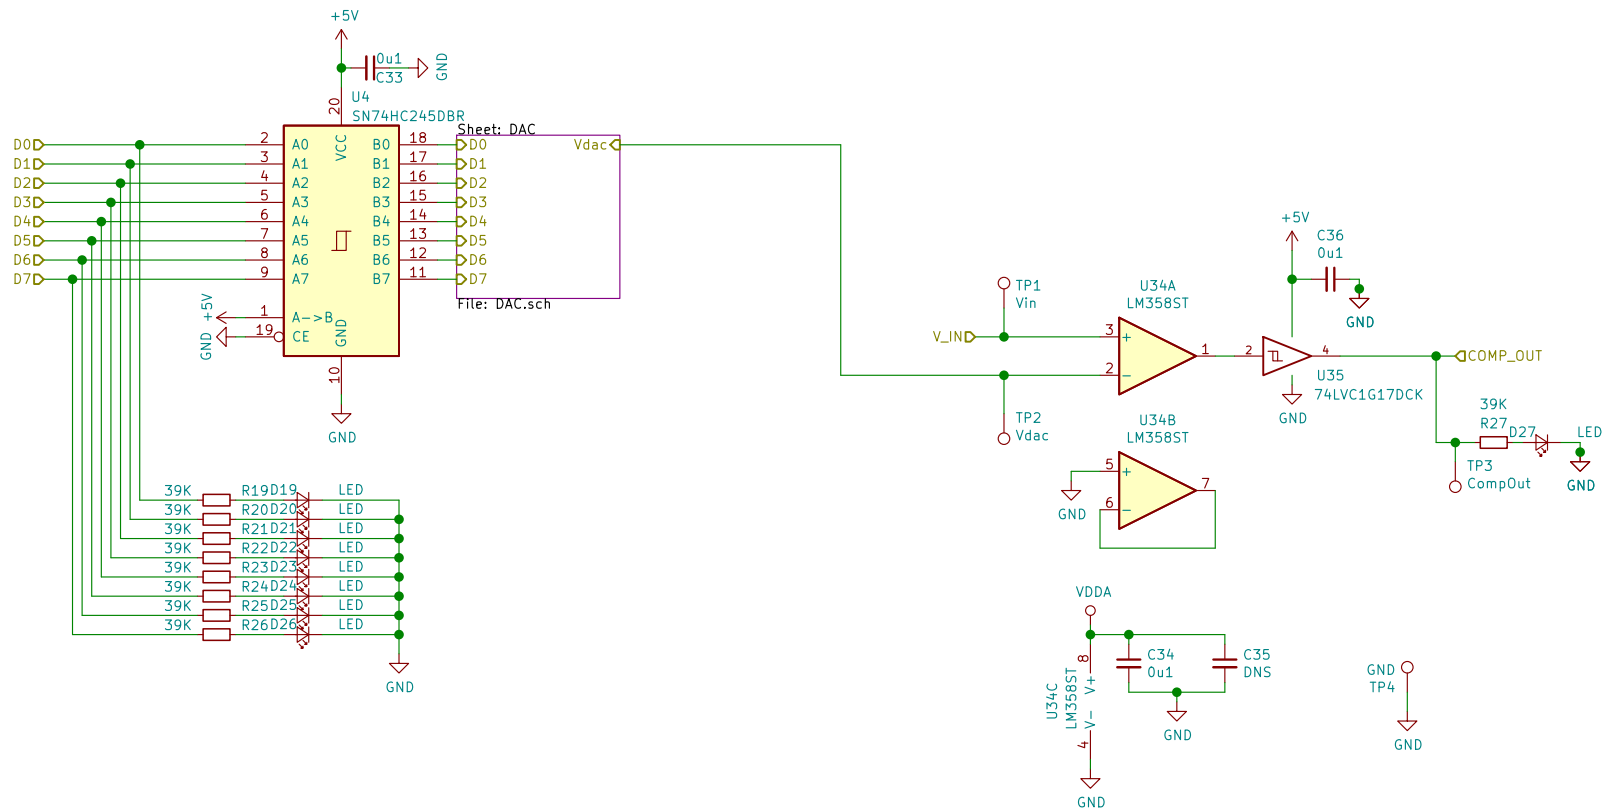 +5V
0u1
C33
GND
U4
SN74HC245DBR
20
VCC
D0
D1
D2
D3
D4
D5
D6
D7
2
3
4
5
6
7
8
9
A0
A1
A2
A3
A4
A5
A6
A7
B0
B1
B2
B3
B4
B5
B6
B7
18
17
16
15
14
13
12
11
+5V
1
A->B
GND
19
CE
GND
10
GND
Sheet: DAC
D0
D1
D2
D3
D4
D5
D6
D7
Vdac
File: DAC.sch
39K R19 D19 LED
39K R20 D20 LED
39K R21 D21 LED
39K R22 D22 LED
39K R23 D23 LED
39K R24 D24 LED
39K R25 D25 LED
39K R26 D26 LED
GND
V_IN
TP1
Vin
TP2
Vdac
U34A
LM358ST
3
+
2
-
1
U34B
LM358ST
5
+
6
-
7
GND
+5V
C36
0u1
GND
2
4
U35
74LVC1G17DCK
GND
COMP_OUT
39K
R27
D27
LED
TP3
CompOut
GND
VDDA
8
V+
U34C
LM358ST
V-
4
GND
C34
0u1
C35
DNS
GND
GND
TP4
GND